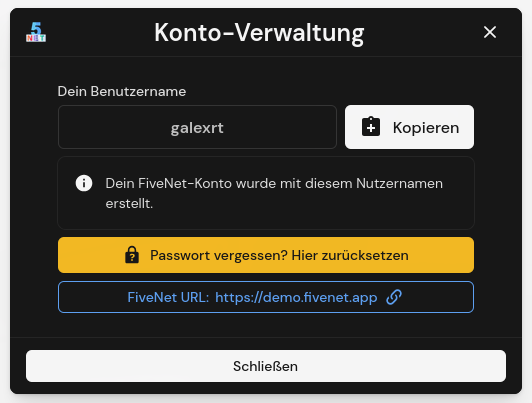 5
NET
Konto-Verwaltung
Dein Benutzername
galexrt
Kopieren
Dein FiveNet-Konto wurde mit diesem Nutzernamen
erstellt.
Passwort vergessen? Hier zurücksetzen
FiveNet URL: https://demo.fivenet.app
Schließen